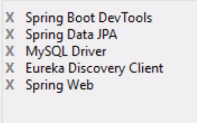 X Spring Boot DevTools
X Spring Data JPA
X MySQL Driver
X Eureka Discovery Client
X Spring Web